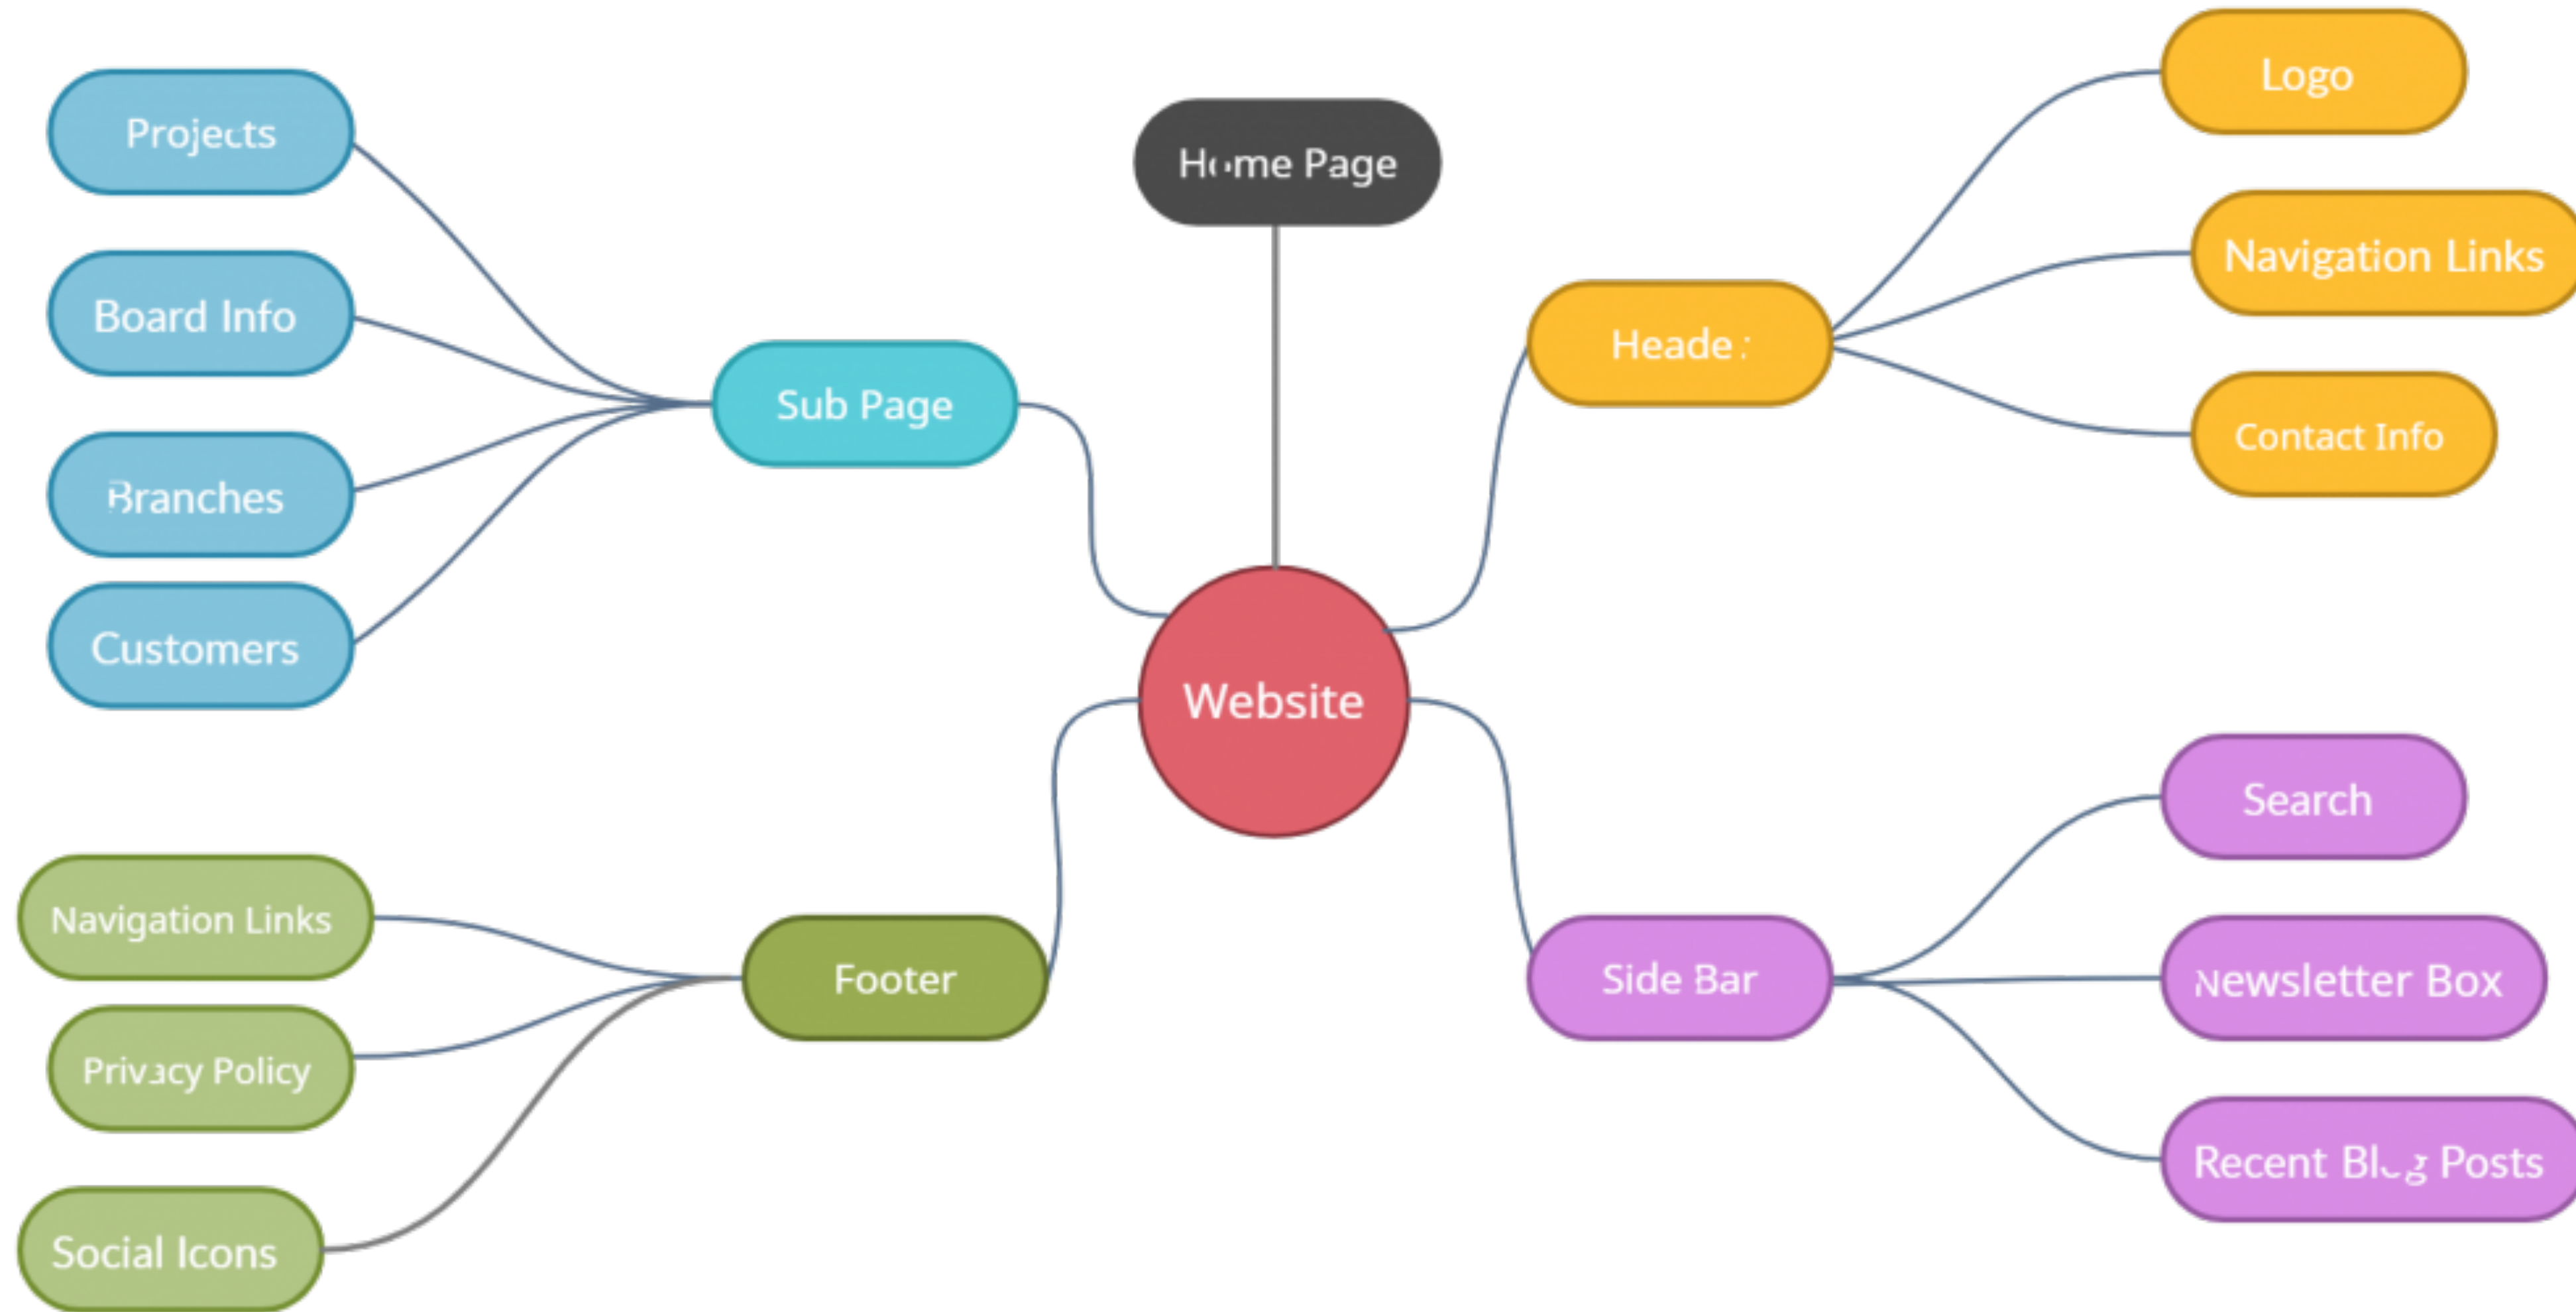 Projects
Board Info
Branches
Customers
Sub Page
Home Page
Header
Logo
Navigation Links
Contact Info
Website
Navigation Links
Privacy Policy
Social Icons
Footer
Side Bar
Search
Newsletter Box
Recent Blog Posts